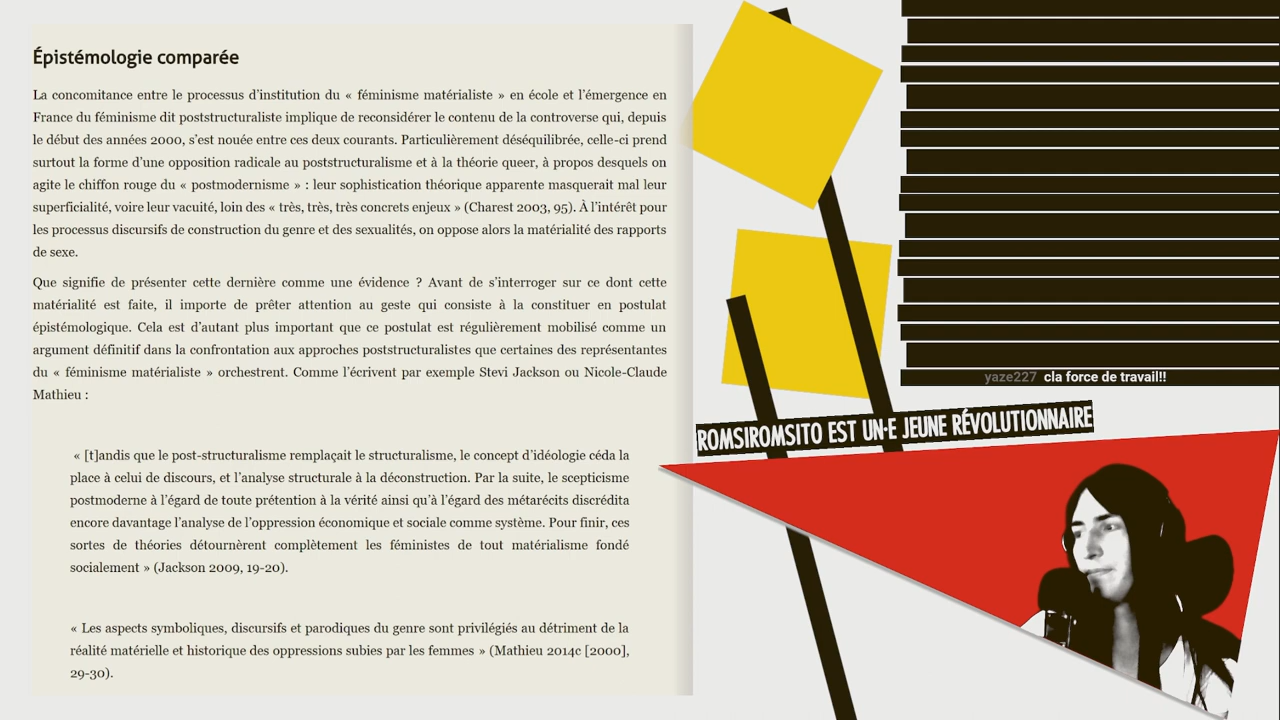 Épistémologie comparée
La concomitance entre le processus d’institution du « féminisme matérialiste » en école et l’émergence en
France du féminisme dit poststructuraliste implique de reconsidérer le contenu de la controverse qui, depuis
le début des années 2000, s’est nouée entre ces deux courants. Particulièrement déséquilibrée, celle-ci prend
surtout la forme d’une opposition radicale au poststructuralisme et à la théorie queer, à propos desquels on
agite le chiffon rouge du « postmodernisme » : leur sophistication théorique apparente masquerait mal leur
superficialité, voire leur vacuité, loin des « très, très, très concrets enjeux » (Charest 2003, 95). À l’intérêt pour
les processus discursifs de construction du genre et des sexualités, on oppose alors la matérialité des rapports
de sexe.
Que signifie de présenter cette dernière comme une évidence ? Avant de s’interroger sur ce dont cette
matérialité est faite, il importe de prêter attention au geste qui consiste à la constituer en postulat
épistémologique. Cela est d’autant plus important que ce postulat est régulièrement mobilisé comme un
argument définitif dans la confrontation aux approches poststructuralistes que certaines des représentantes
du « féminisme matérialiste » orchestrent. Comme l’écrivent par exemple Stevi Jackson ou Nicole-Claude
Mathieu :
« [t]andis que le post-structuralisme remplaçait le structuralisme, le concept d’idéologie céda la
place à celui de discours, et l’analyse structurale à la déconstruction. Par la suite, le scepticisme
postmoderne à l’égard de toute prétention à la vérité ainsi qu’à l’égard des métarécits discrédita
encore davantage l’analyse de l’oppression économique et sociale comme système. Pour finir, ces
sortes de théories détournèrent complètement les féministes de tout matérialisme fondé
socialement » (Jackson 2009, 19-20).
« Les aspects symboliques, discursifs et parodiques du genre sont privilégiés au détriment de la
réalité matérielle et historique des oppressions subies par les femmes » (Mathieu 2014c [2000],
29-30).
yaze227 cla force de travail!!
ROMSIROMSITO EST UN·E JEUNE RÉVOLUTIONNAIRE